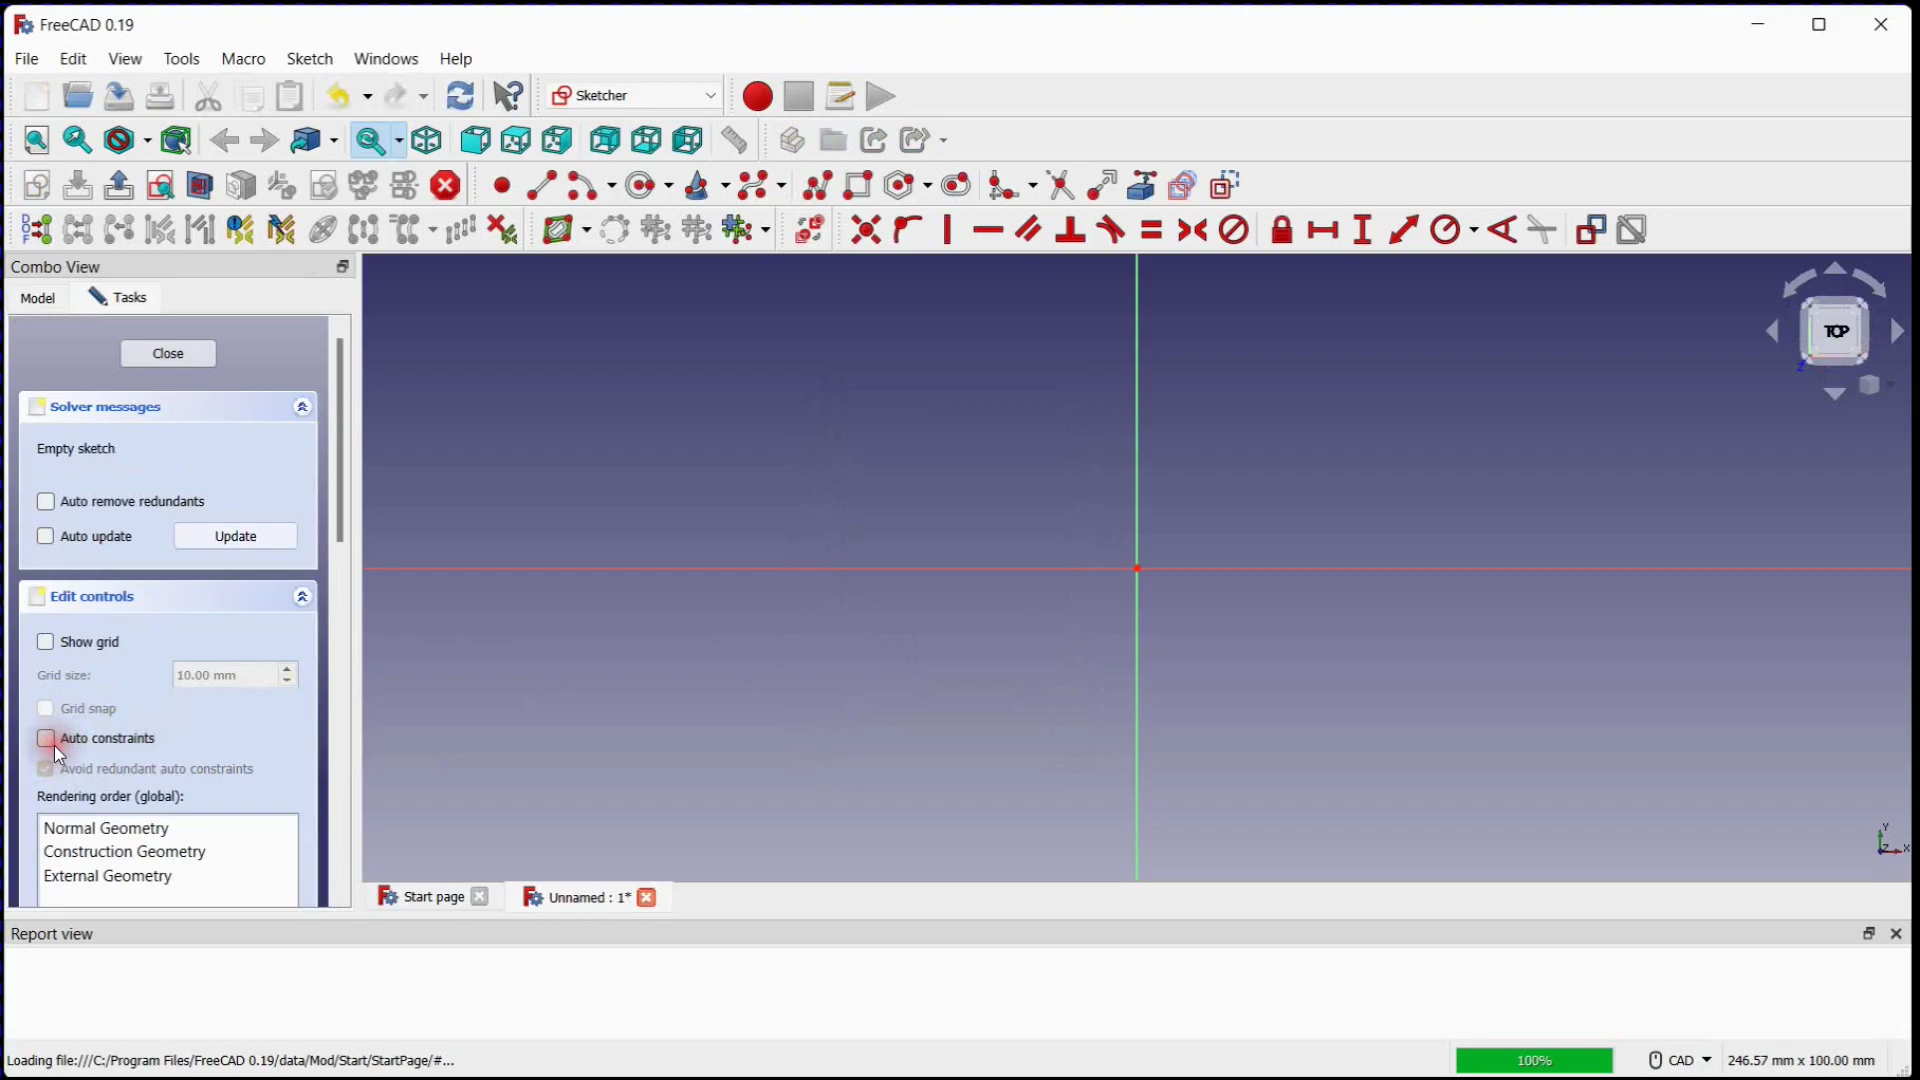 FreeCAD 0.19
File Edit View Tools Macro Sketch Windows Help
Sketcher
Combo View
Model Tasks
Close
Solver messages
Empty sketch
Auto remove redundants
Auto update Update
Edit controls
Show grid
Grid size: 10.00 mm
Grid snap
Auto constraints
Avoid redundant auto constraints
Rendering order (global):
Normal Geometry
Construction Geometry
External Geometry
TOP
Z
Y
Z X
Start page Unnamed : 1*
Report view
Loading file:///C:/Program Files/FreeCAD 0.19/data/Mod/Start/StartPage/#...
100% CAD 246.57 mm x 100.00 mm